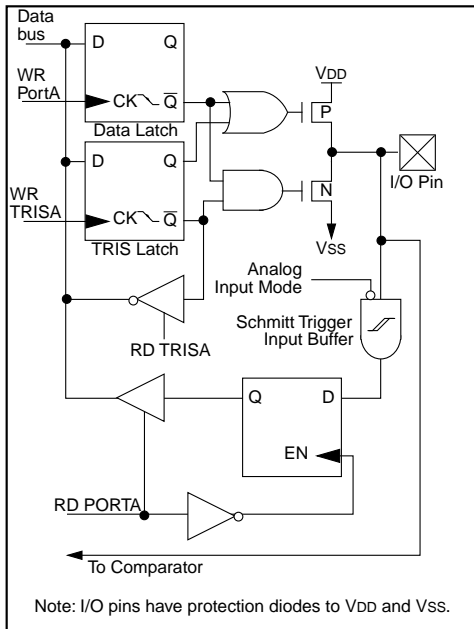 Data
bus
D Q
WR
PortA
CK Q
Data Latch
VDD
P
D Q
I/O Pin
N
WR
TRISA
CK Q
TRIS Latch
VSS
Analog
Input Mode
Schmitt Trigger
Input Buffer
RD TRISA
Q D
EN
RD PORTA
To Comparator
Note: I/O pins have protection diodes to VDD and VSS.